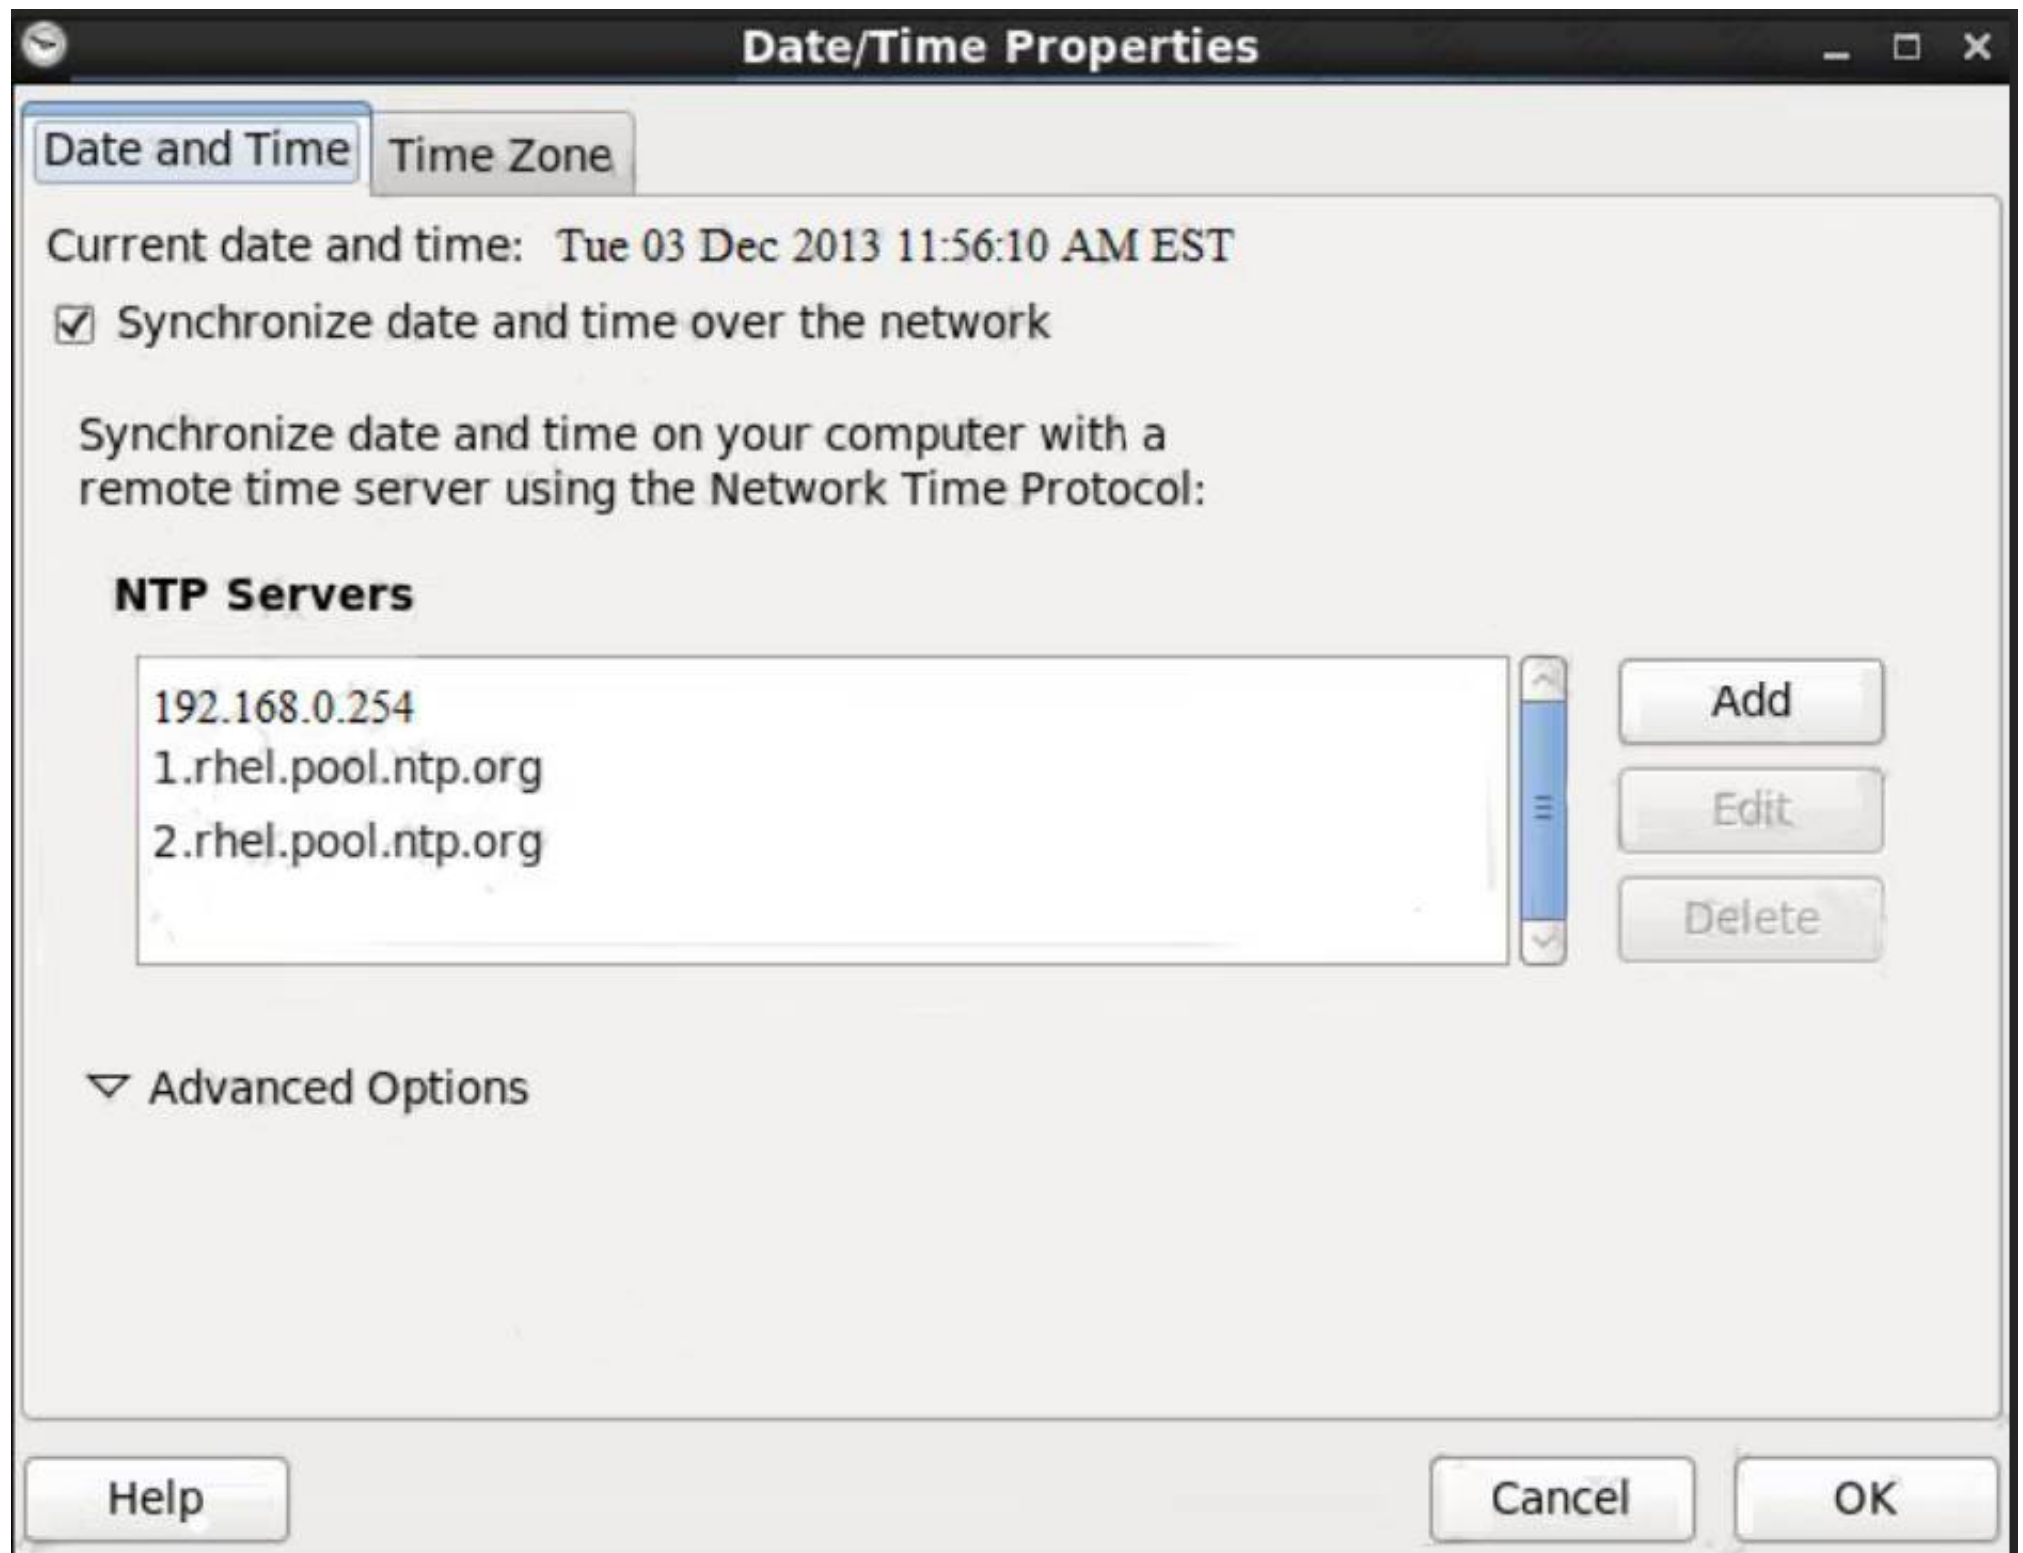 Date/Time Properties
Date and Time
Time Zone
Current date and time: Tue 03 Dec 2013 11:56:10 AM EST
Synchronize date and time over the network
Synchronize date and time on your computer with a
remote time server using the Network Time Protocol:
NTP Servers
192.168.0.254
1.rhel.pool.ntp.org
2.rhel.pool.ntp.org
Add
Edit
Delete
Advanced Options
Help
Cancel
OK